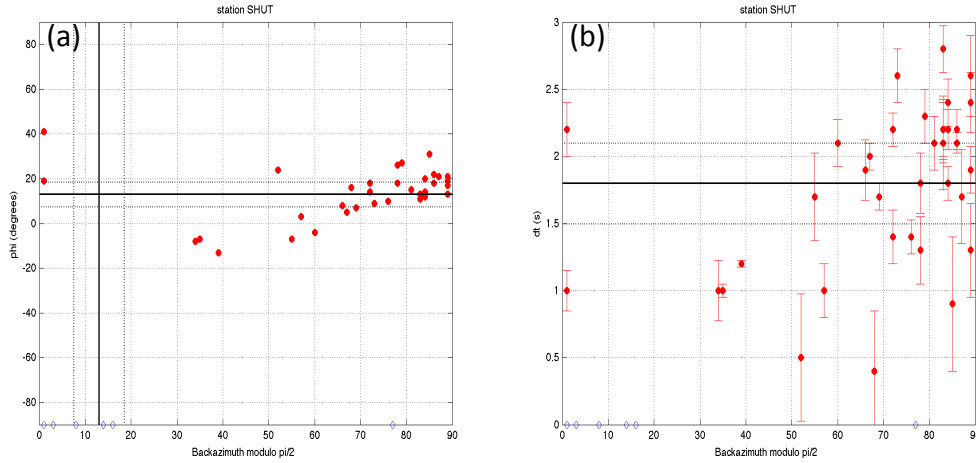 station SHUT
(a)
phi (degrees)
80
60
40
20
0
-20
-40
-60
-80
0 10 20 30 40 50 60 70 80 90
Backazimuth modulo pi/2
station SHUT
(b)
dt (s)
3
2.5
2
1.5
1
0.5
0
0 10 20 30 40 50 60 70 80 90
Backazimuth modulo pi/2